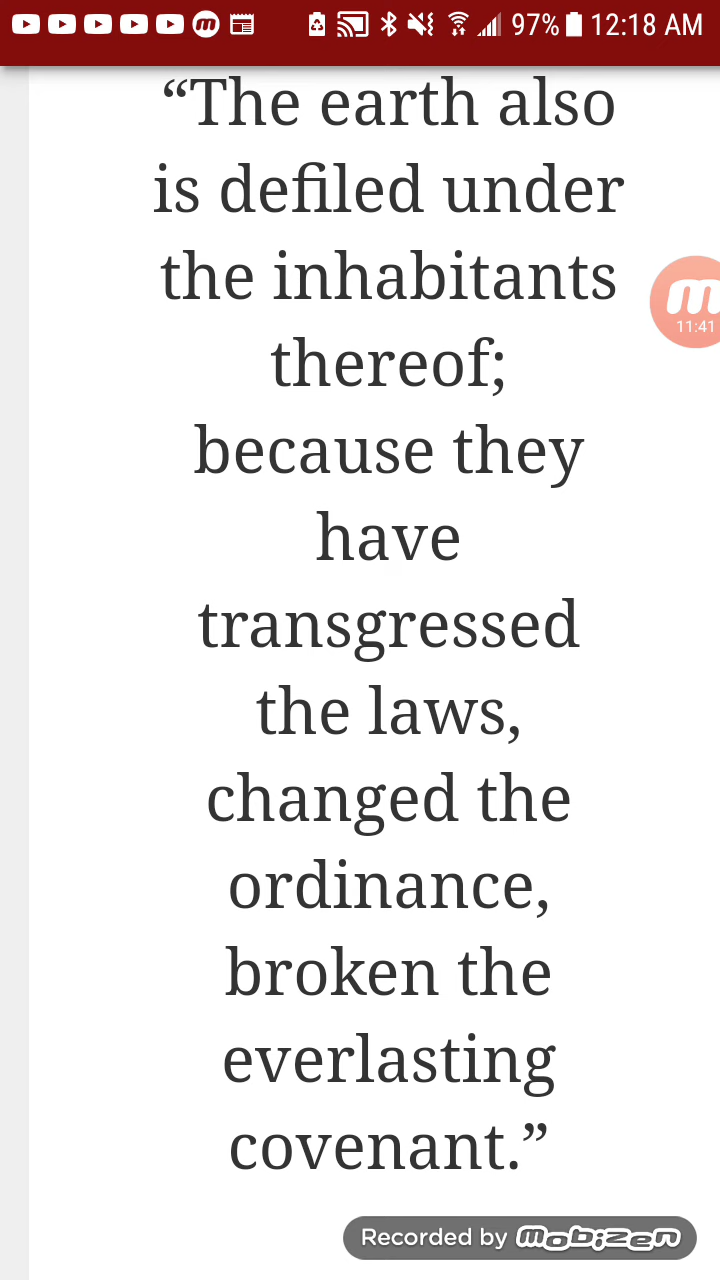 97% 12:18 AM
“The earth also
is defiled under
the inhabitants
thereof;
because they
have
transgressed
the laws,
changed the
ordinance,
broken the
everlasting
covenant.”
m
11:41
Recorded by mobizen